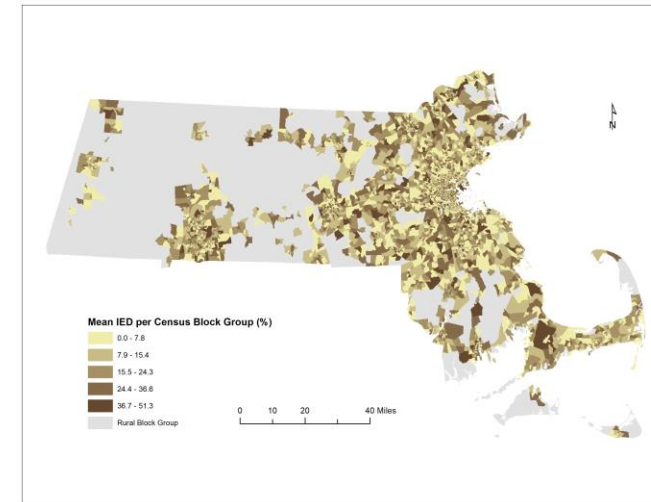 N
Mean IED per Census Block Group (%)
0.0 - 7.8
7.9 - 15.4
15.5 - 24.3
24.4 - 36.6
36.7 - 51.3
Rural Block Group
0 10 20 40 Miles